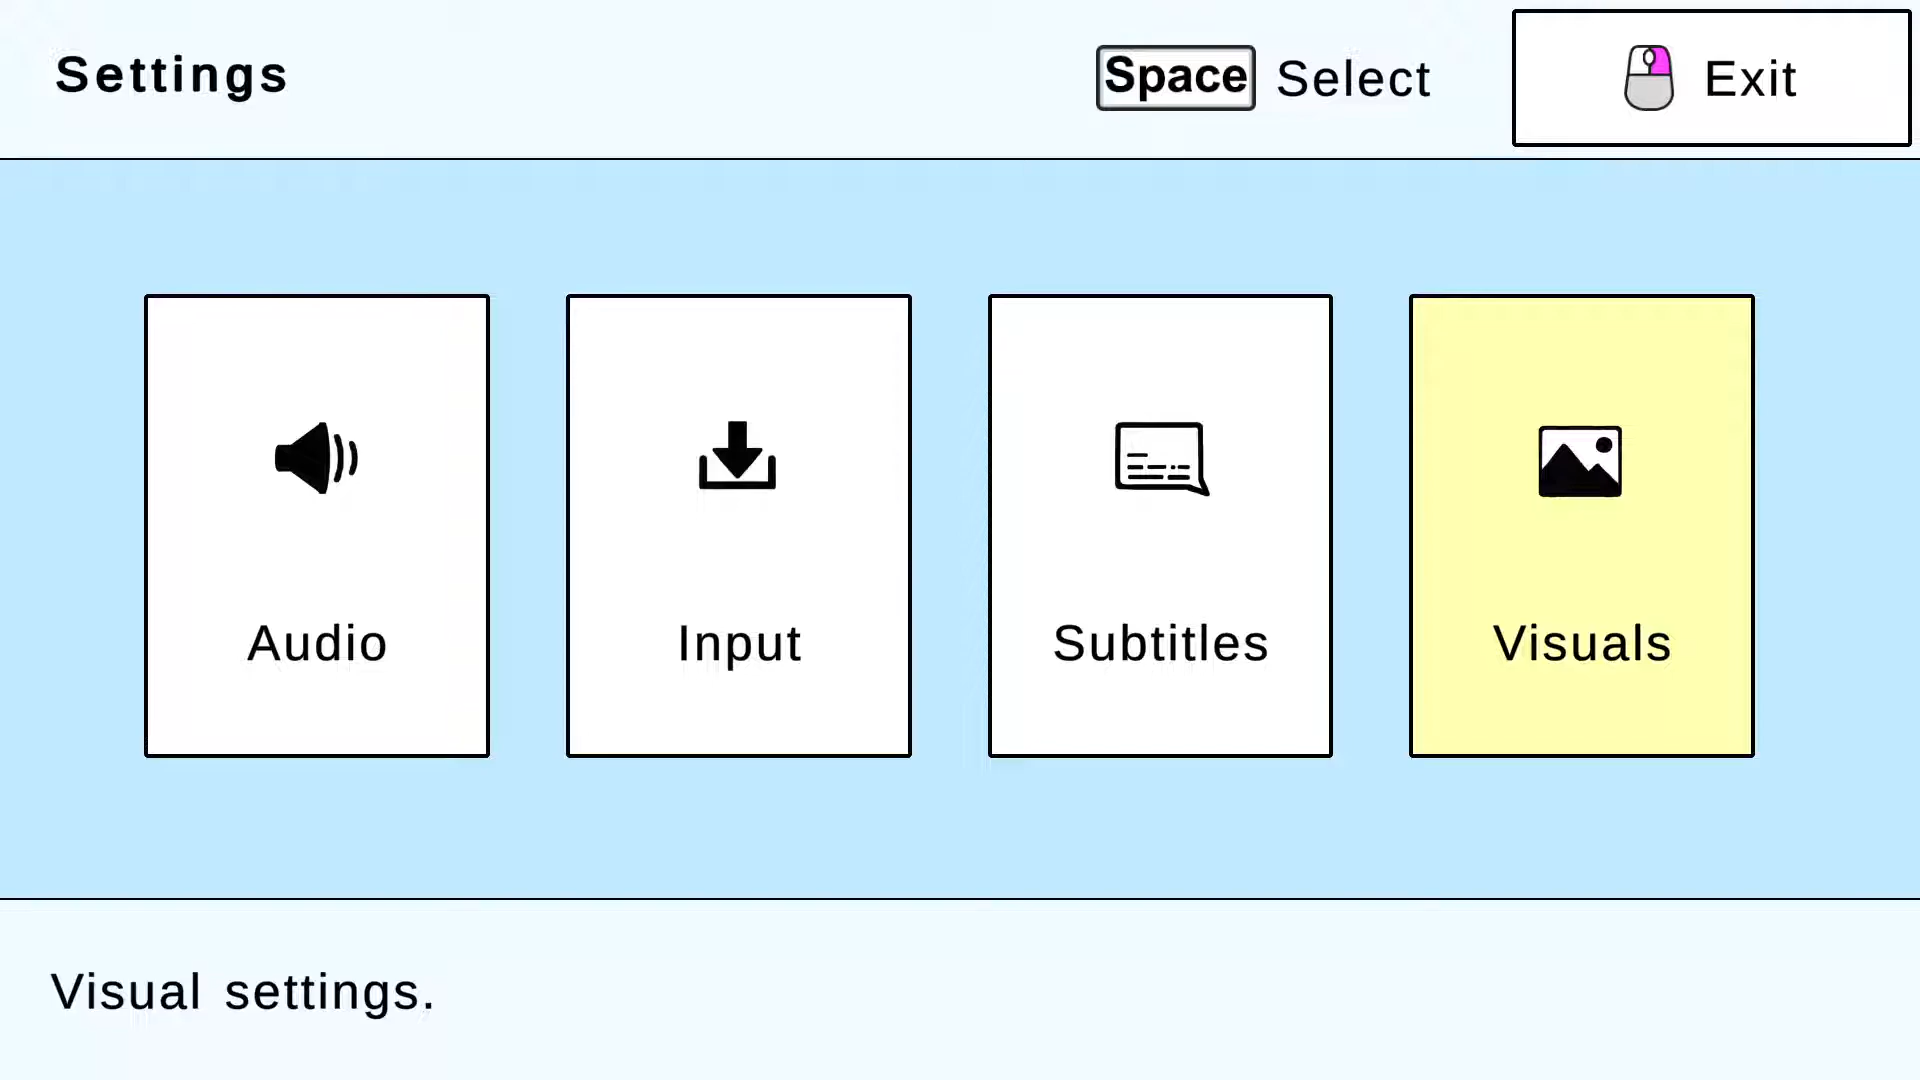 Settings
Space Select
Exit
Audio
Input
Subtitles
Visuals
Visual settings.